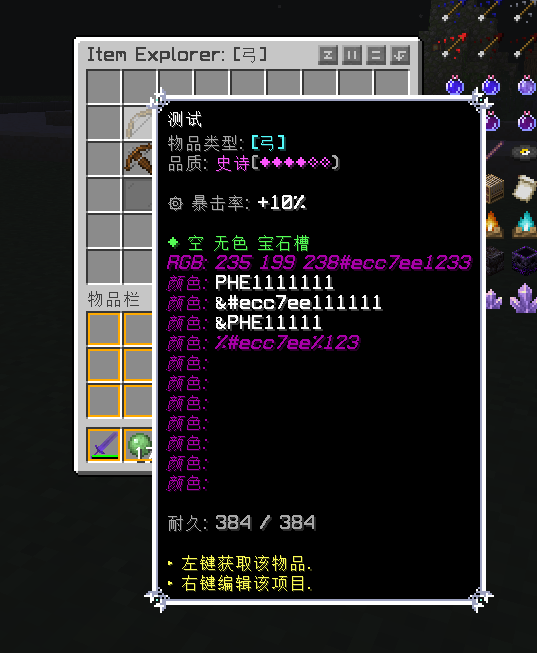 Item Explorer: [弓]
测试
物品类型: [弓]
品质: 史诗[◆◆◆◆◇◇]
暴击率: +10%
◆ 空 无色 宝石槽
RGB: 235 199 238#ecc7ee1233
颜色: PHE1111111
颜色: &#ecc7ee111111
颜色: &PHE11111
颜色: %#ecc7ee%123
颜色:
颜色:
颜色:
颜色:
颜色:
颜色:
颜色:
耐久: 384 / 384
‣ 左键获取该物品.
‣ 右键编辑该项目.
物品栏